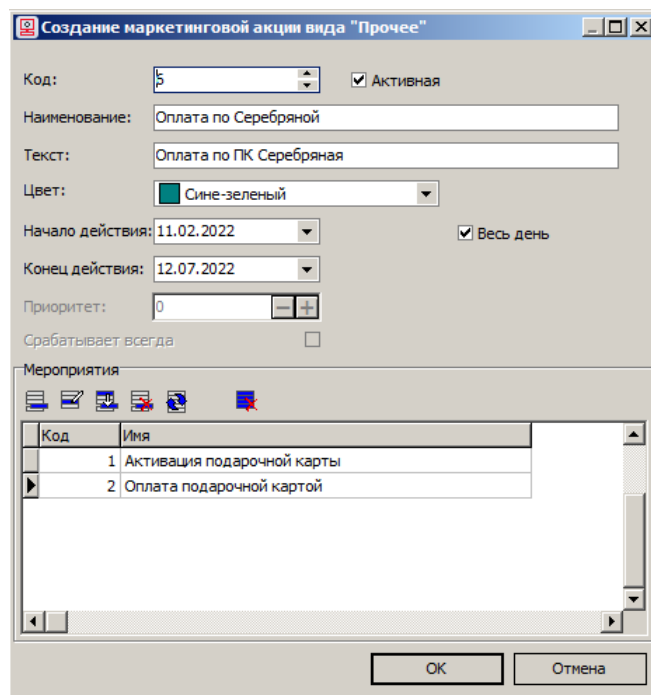 Создание маркетинговой акции вида "Прочее"
Код: 5 Активная
Наименование: Оплата по Серебряной
Текст: Оплата по ПК Серебряная
Цвет: Сине-зеленый
Начало действия: 11.02.2022 Весь день
Конец действия: 12.07.2022
Приоритет: 0
Срабатывает всегда
Мероприятия
Код Имя
1 Активация подарочной карты
2 Оплата подарочной картой
OK Отмена